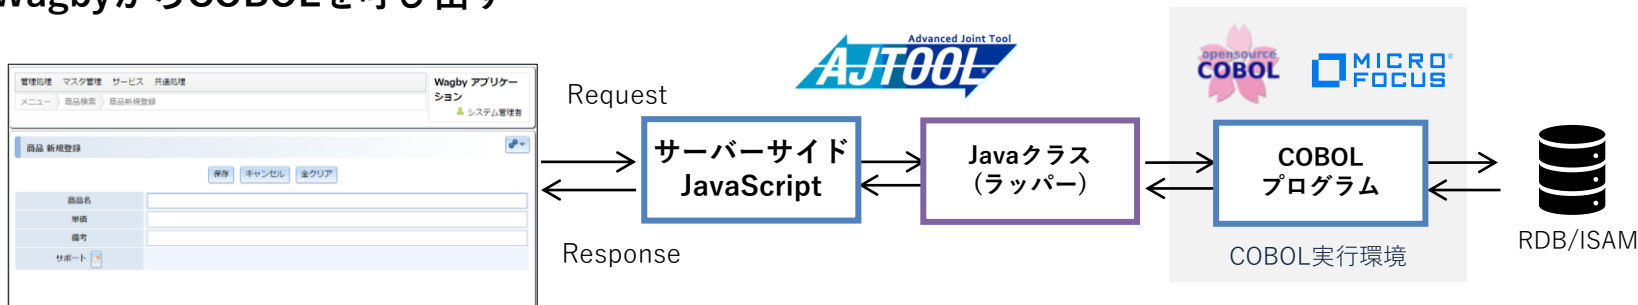 WagbyからCOBOLを呼び出す
管理処理 マスタ管理 サービス 共通処理
メニュー 商品検索 商品新規登録
Wagby アプリケー
ション
システム管理者
商品 新規登録
保存 キャンセル 全クリア
商品名
単価
備考
サポート
Request
Response
Advanced Joint Tool
AJTOOL
サーバーサイド
JavaScript
Javaクラス
(ラッパー)
opensource
COBOL
MICRO
FOCUS
COBOL
プログラム
COBOL実行環境
RDB/ISAM